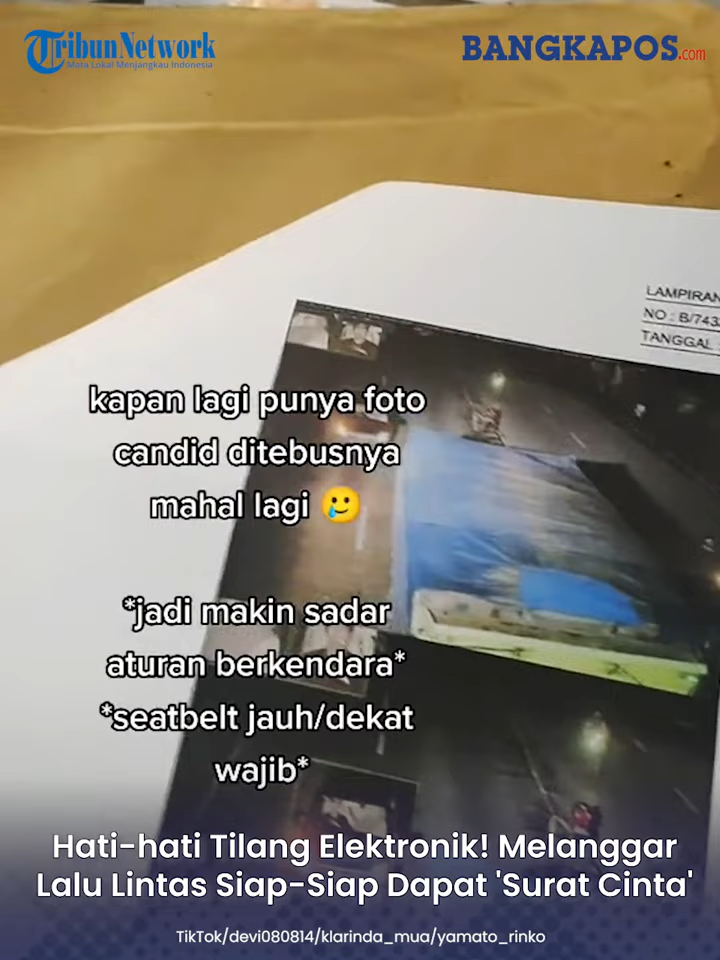 TribunNetwork
Mata Lokal Menjangkau Indonesia
BANGKAPOS.com
LAMPIRAN
NO : B/743
TANGGAL :
kapan lagi punya foto
candid ditebusnya
mahal lagi 🥲
*jadi makin sadar
aturan berkendara*
*seatbelt jauh/dekat
wajib*
Hati-hati Tilang Elektronik! Melanggar
Lalu Lintas Siap-Siap Dapat 'Surat Cinta'
TikTok/devi080814/klarinda_mua/yamato_rinko